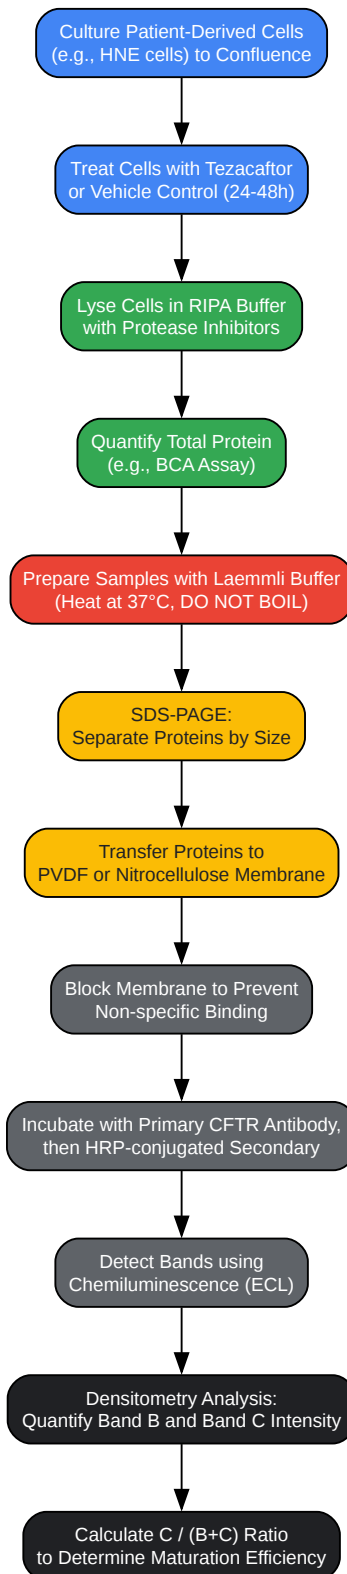 Culture Patient-Derived Cells
(e.g., HNE cells) to Confluence
Treat Cells with Tezacaftor
or Vehicle Control (24-48h)
Lyse Cells in RIPA Buffer
with Protease Inhibitors
Quantify Total Protein
(e.g., BCA Assay)
Prepare Samples with Laemmli Buffer
(Heat at 37°C, DO NOT BOIL)
SDS-PAGE:
Separate Proteins by Size
Transfer Proteins to
PVDF or Nitrocellulose Membrane
Block Membrane to Prevent
Non-specific Binding
Incubate with Primary CFTR Antibody,
then HRP-conjugated Secondary
Detect Bands using
Chemiluminescence (ECL)
Densitometry Analysis:
Quantify Band B and Band C Intensity
Calculate C / (B+C) Ratio
to Determine Maturation Efficiency